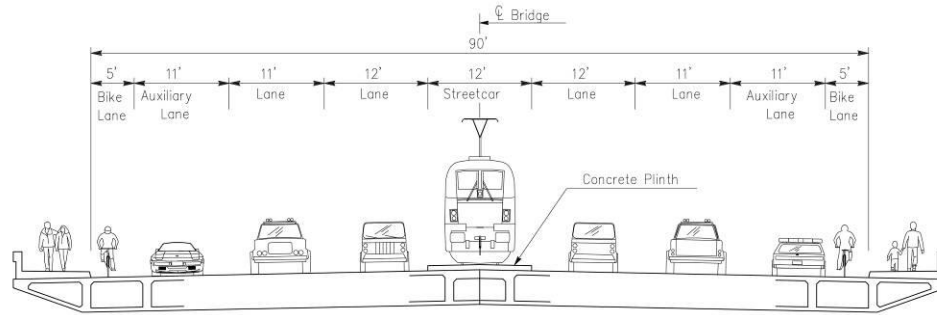 ℄ Bridge
90'
5' 11' 11' 12' 12' 12' 11' 11' 5'
Bike Lane
Auxiliary Lane
Lane
Lane
Streetcar
Lane
Lane
Auxiliary Lane
Bike Lane
Concrete Plinth